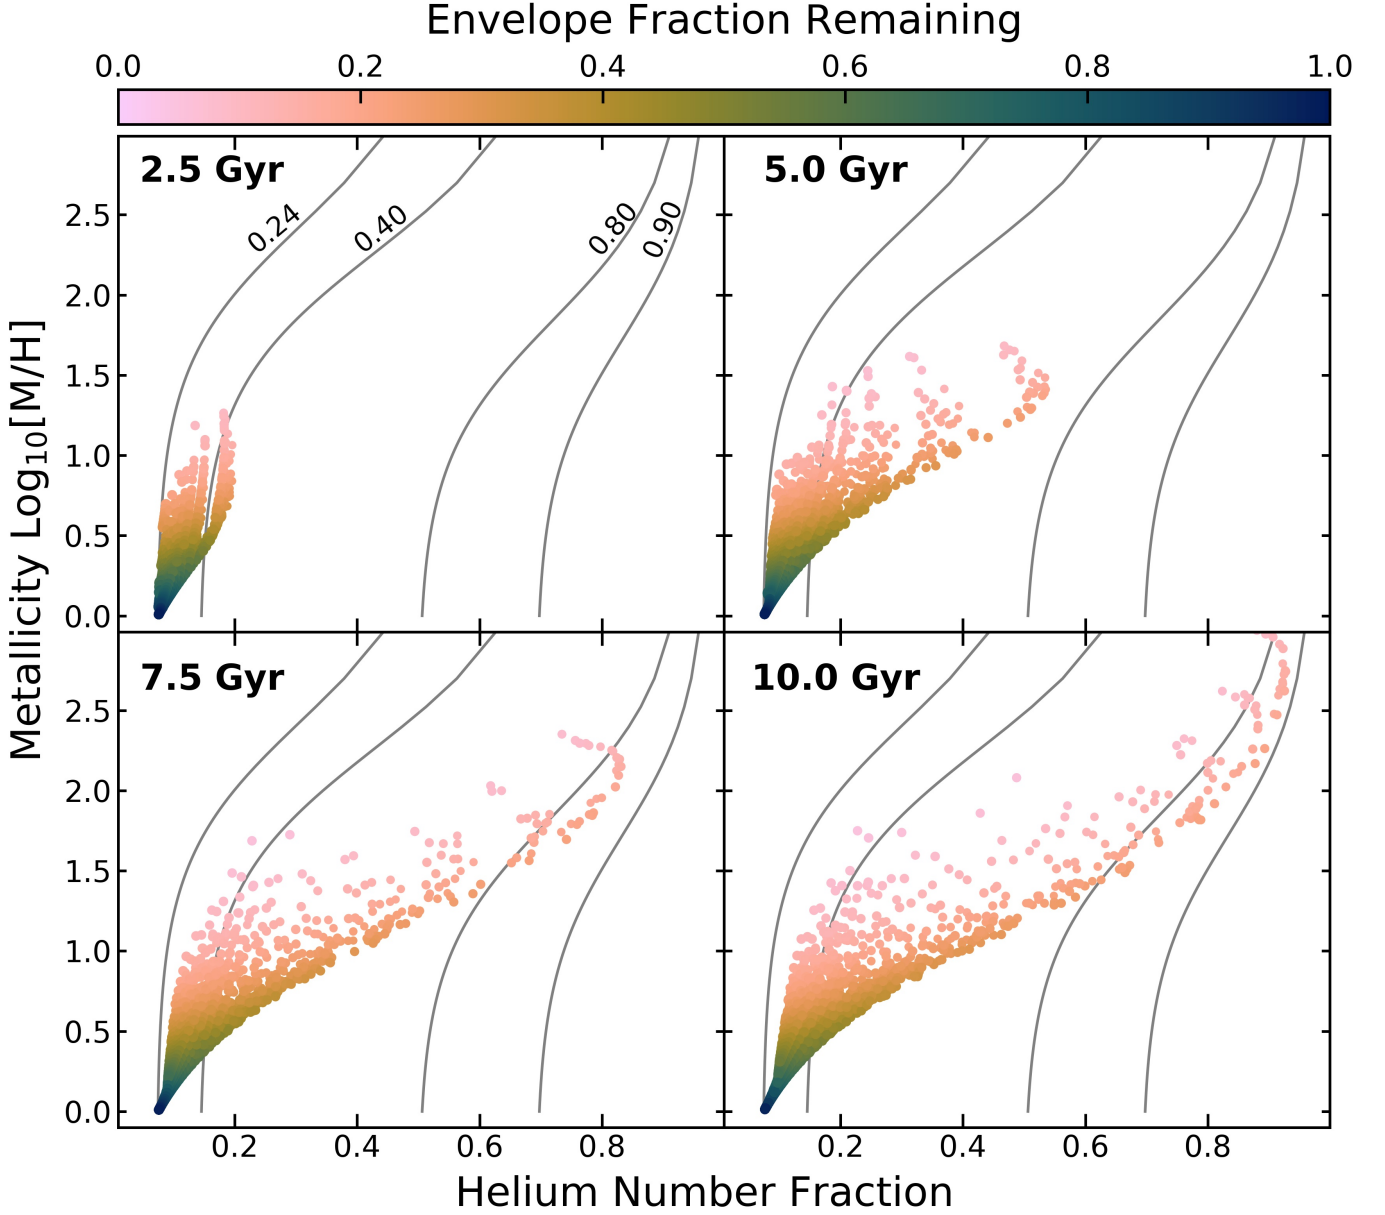 Envelope Fraction Remaining
0.0 0.2 0.4 0.6 0.8 1.0
2.5 Gyr 5.0 Gyr
0.24 0.40 0.80 0.90
2.5
2.0
1.5
1.0
0.5
0.0
Metallicity Log10[M/H]
7.5 Gyr 10.0 Gyr
2.5
2.0
1.5
1.0
0.5
0.0
0.2 0.4 0.6 0.8 0.2 0.4 0.6 0.8
Helium Number Fraction